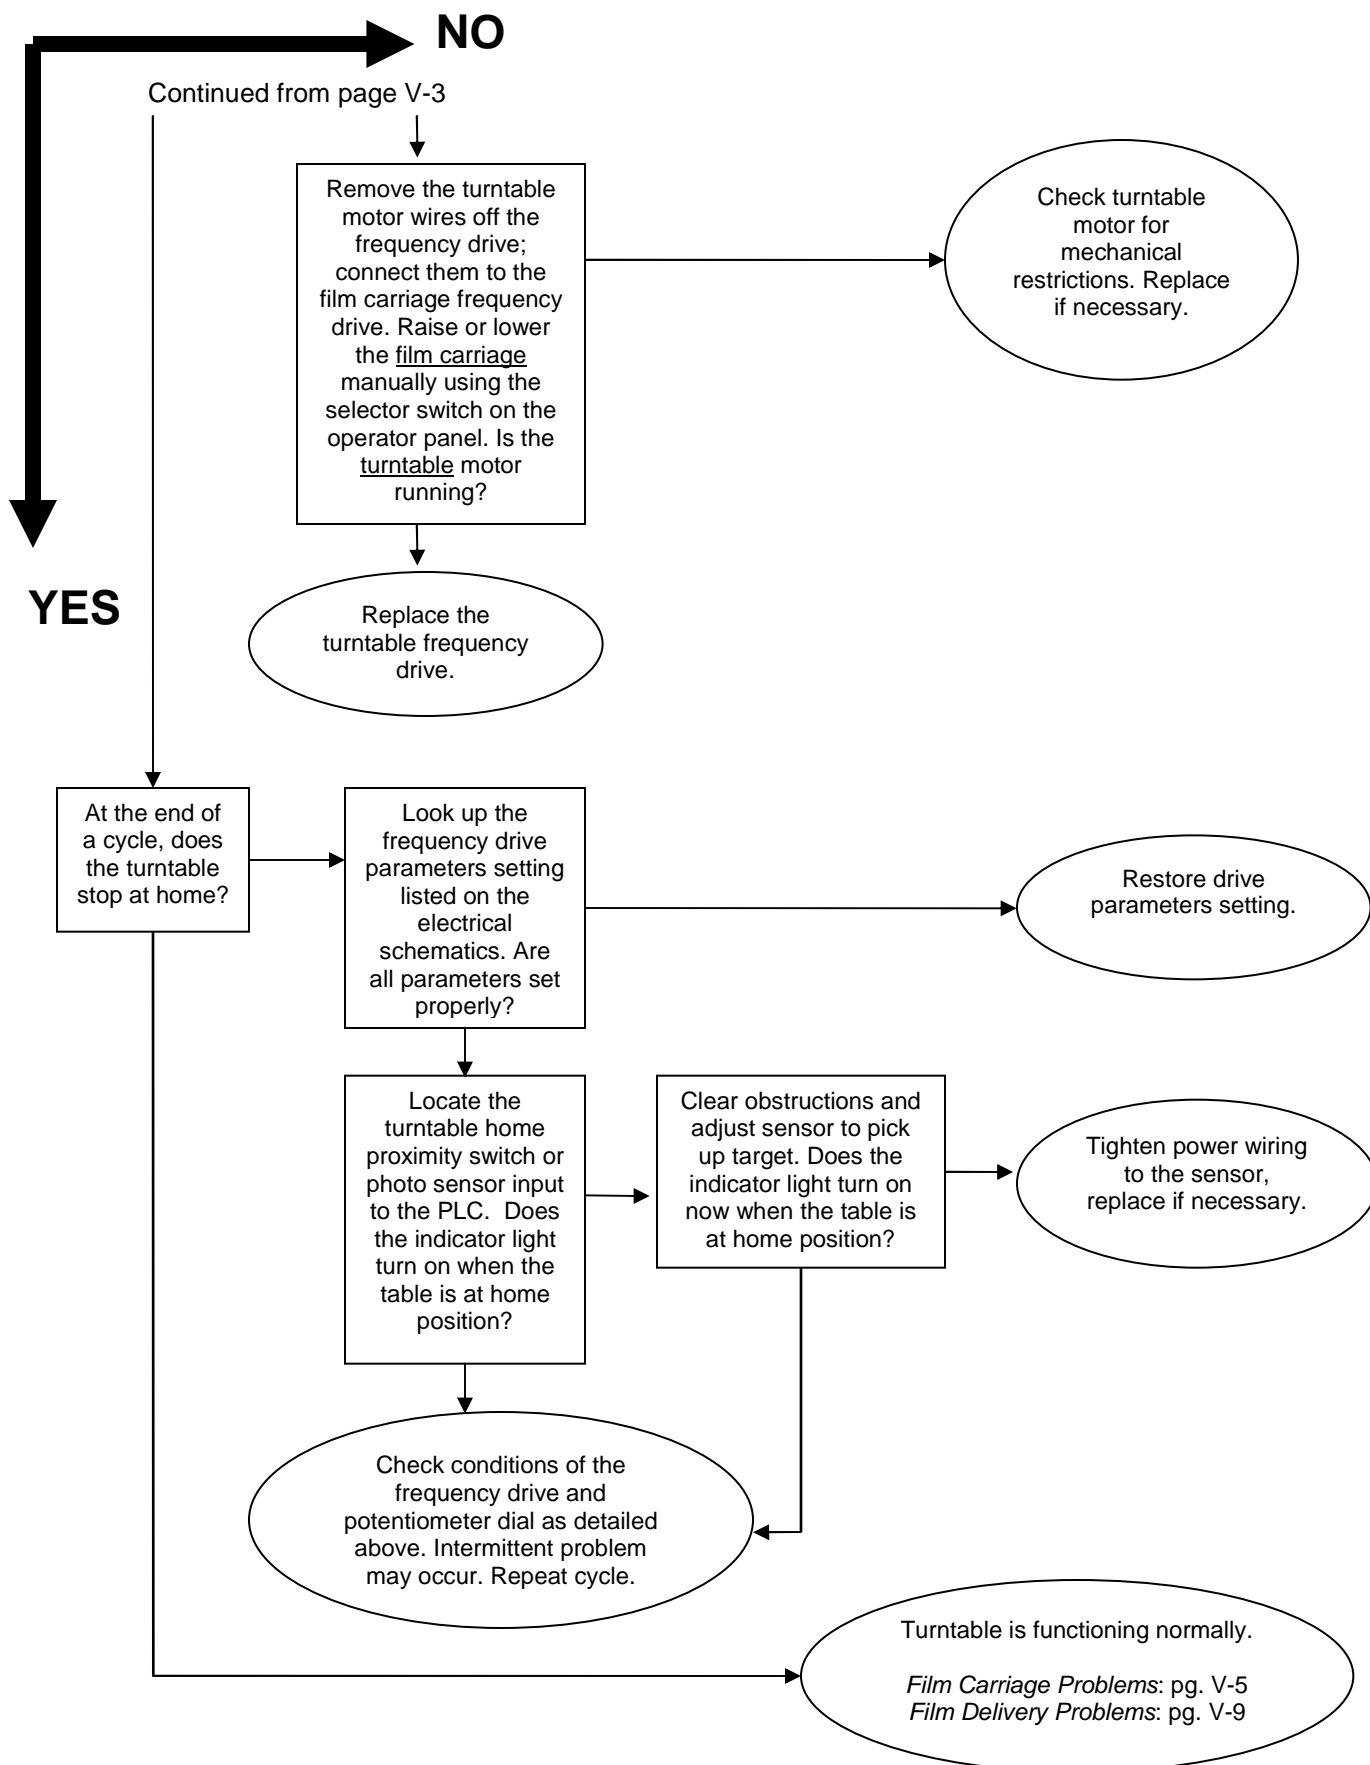 NO
Continued from page V-3
Remove the turntable
motor wires off the
frequency drive;
connect them to the
film carriage frequency
drive. Raise or lower
the film carriage
manually using the
selector switch on the
operator panel. Is the
turntable motor
running?
Check turntable
motor for
mechanical
restrictions. Replace
if necessary.
YES
Replace the
turntable frequency
drive.
At the end of
a cycle, does
the turntable
stop at home?
Look up the
frequency drive
parameters setting
listed on the
electrical
schematics. Are
all parameters set
properly?
Restore drive
parameters setting.
Locate the
turntable home
proximity switch or
photo sensor input
to the PLC.  Does
the indicator light
turn on when the
table is at home
position?
Clear obstructions and
adjust sensor to pick
up target. Does the
indicator light turn on
now when the table is
at home position?
Tighten power wiring
to the sensor,
replace if necessary.
Check conditions of the
frequency drive and
potentiometer dial as detailed
above. Intermittent problem
may occur. Repeat cycle.
Turntable is functioning normally.
Film Carriage Problems: pg. V-5
Film Delivery Problems: pg. V-9